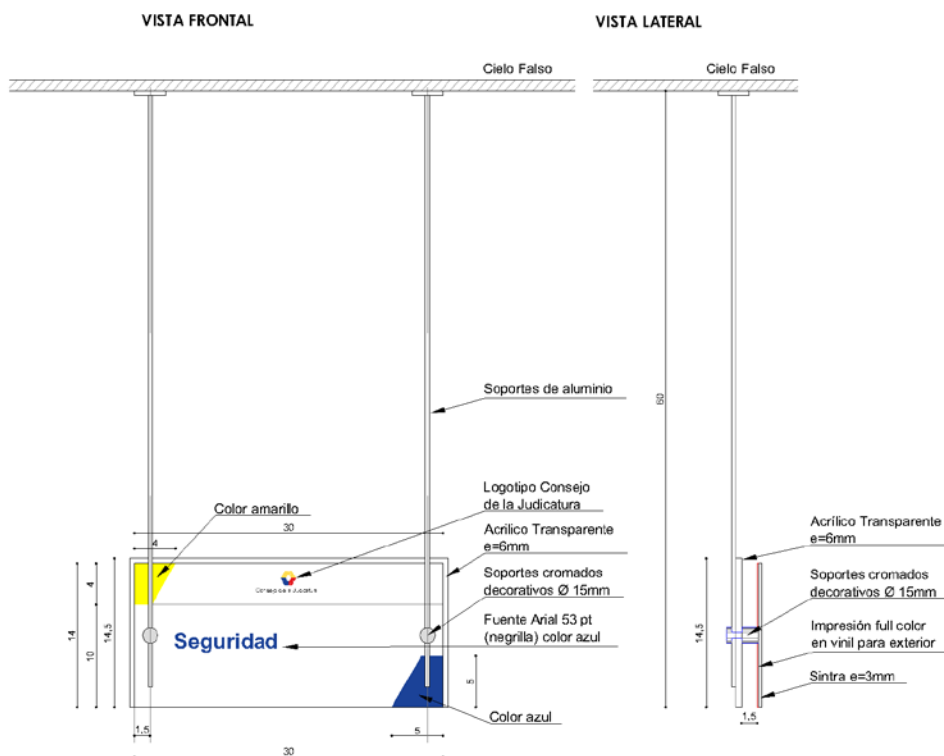 VISTA FRONTAL
VISTA LATERAL
Cielo Falso
Cielo Falso
60
Soportes de aluminio
Logotipo Consejo
de la Judicatura
Color amarillo
30
4
Acrilico Transparente
e=6mm
Acrílico Transparente
e=6mm
Soportes cromados
decorativos Ø 15mm
Soportes cromados
decorativos Ø 15mm
4
14
14,5
10
Seguridad
Fuente Arial 53 pt
(negrilla) color azul
Impresión full color
en vinil para exterior
14,5
5
Sintra e=3mm
Color azul
1,5
5
1,5
30